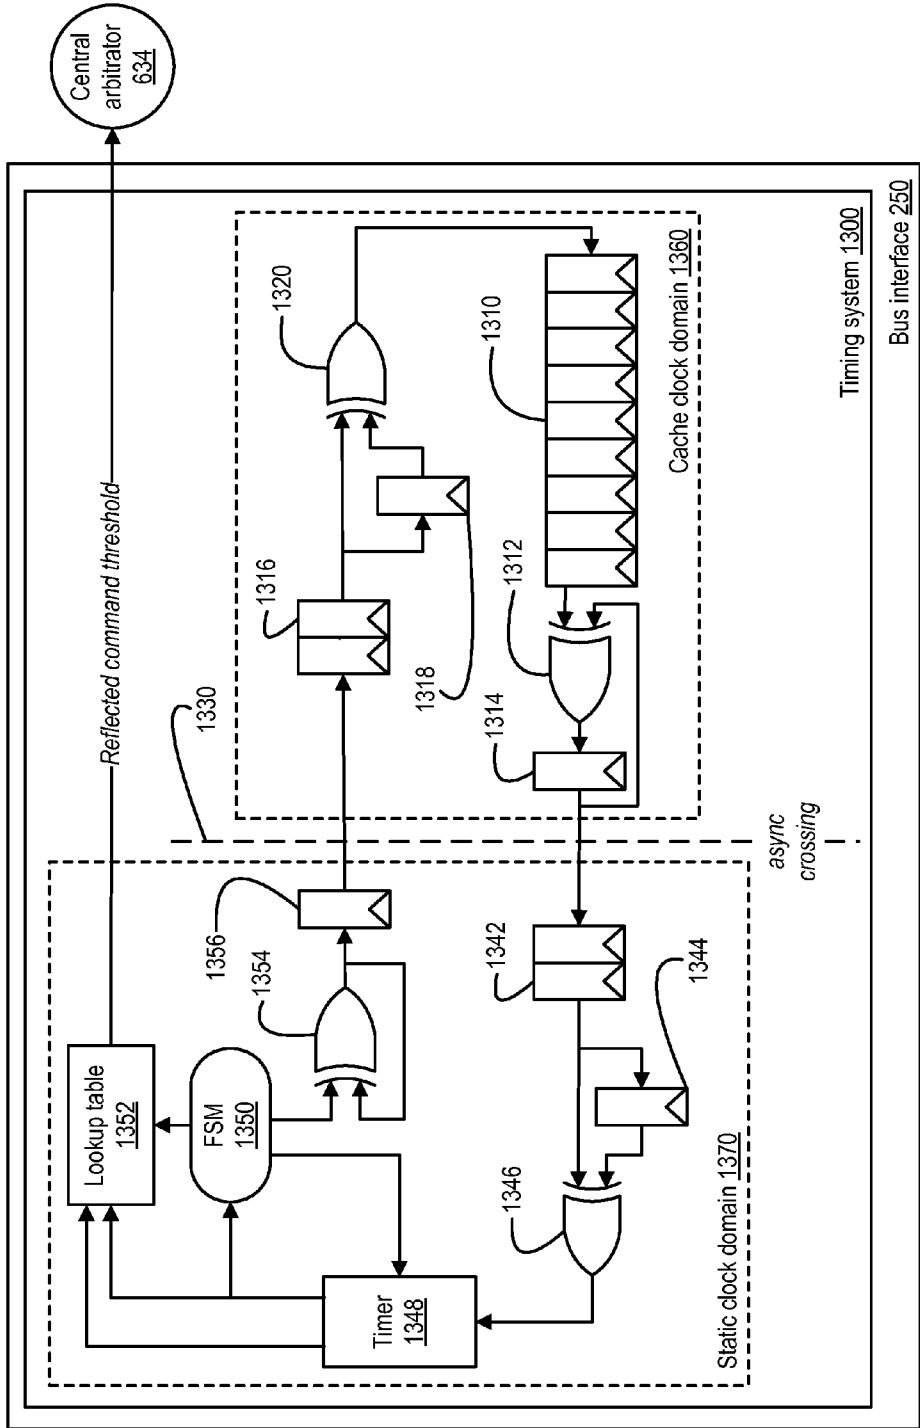 Central
arbitrator
634
Reflected command threshold
1330
Lookup table
1352
FSM
1350
Timer
1348
1354
1356
1316
1318
1320
1310
1312
1314
1342
1344
1346
async
crossing
Cache clock domain 1360
Static clock domain 1370
Timing system 1300
Bus interface 250